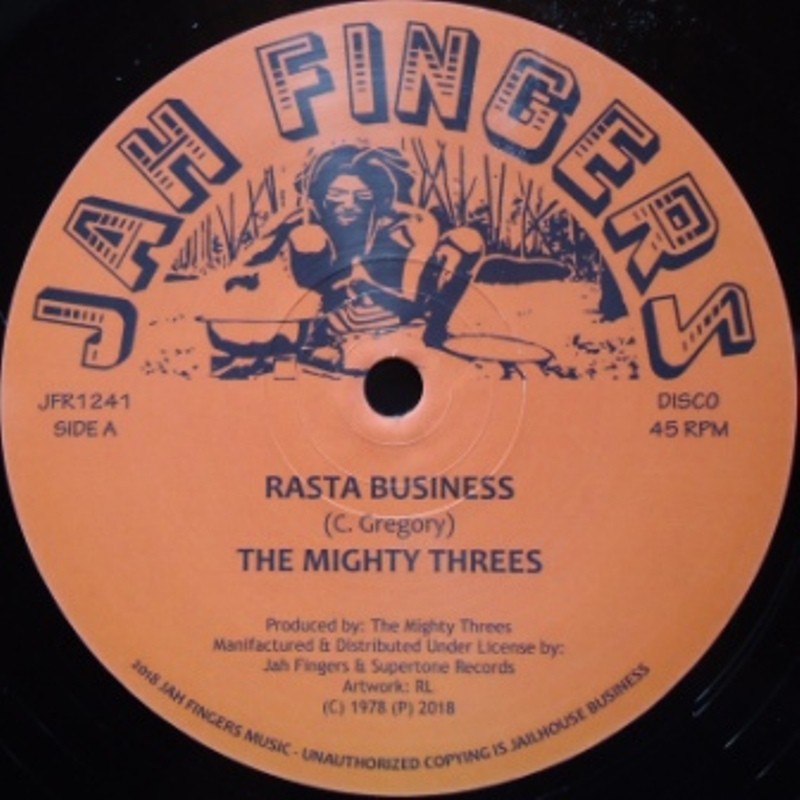 JAH FINGERS
JFR1241
SIDE A
DISCO
45 RPM
RASTA BUSINESS
(C. Gregory)
THE MIGHTY THREES
Produced by: The Mighty Threes
Manifactured & Distributed Under License by:
Jah Fingers & Supertone Records
Artwork: RL
(C) 1978 (P) 2018
2018 JAH FINGERS MUSIC - UNAUTHORIZED COPYING IS JAILHOUSE BUSINESS